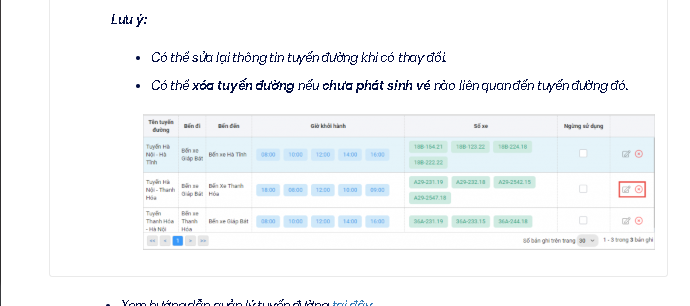 Lưu ý:
• Có thể sửa lại thông tin tuyến đường khi có thay đổi.
• Có thể xóa tuyến đường nếu chưa phát sinh vé nào liên quan đến tuyến đường đó.
Tên tuyến đường Bến đi Bến đến Giờ khởi hành Số xe Ngừng sử dụng
Tuyến Hà Nội - Hà Tĩnh Bến xe Giáp Bát Bến xe Hà Tĩnh 08:00 10:00 12:00 14:00 16:00 18B-164.21 18B-122.22 18B-224.18 18B-222.22
Tuyến Hà Nội - Thanh Hóa Bến xe Giáp Bát Bến Xe Thanh Hóa 18:00 08:00 12:00 10:00 A29-231.19 A29-232.18 A29-2542.15 A29-2347.18
Tuyến Thanh Hóa - Hà Nội Bến xe Thanh Hóa Bến xe Giáp Bát 08:00 10:00 12:00 14:00 16:00 36A-231.19 36A-233.15 36A-244.18
<< < 1 > >> Số bản ghi trên trang 30 1 - 3 trong 3 bản ghi
• Xem hướng dẫn quản lý tuyến đường tại đây